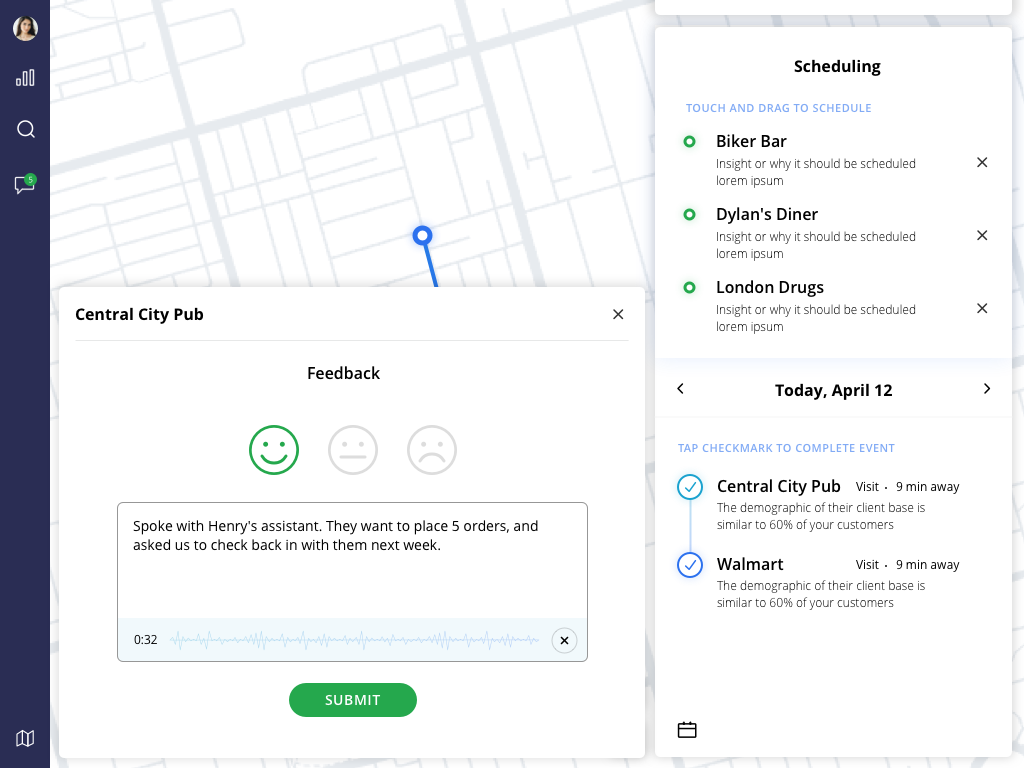 5
Central City Pub
Feedback
Spoke with Henry's assistant. They want to place 5 orders, and
asked us to check back in with them next week.
0:32
SUBMIT
Scheduling
TOUCH AND DRAG TO SCHEDULE
Biker Bar
Insight or why it should be scheduled
lorem ipsum
Dylan's Diner
Insight or why it should be scheduled
lorem ipsum
London Drugs
Insight or why it should be scheduled
lorem ipsum
Today, April 12
TAP CHECKMARK TO COMPLETE EVENT
Central City Pub Visit · 9 min away
The demographic of their client base is
similar to 60% of your customers
Walmart Visit · 9 min away
The demographic of their client base is
similar to 60% of your customers